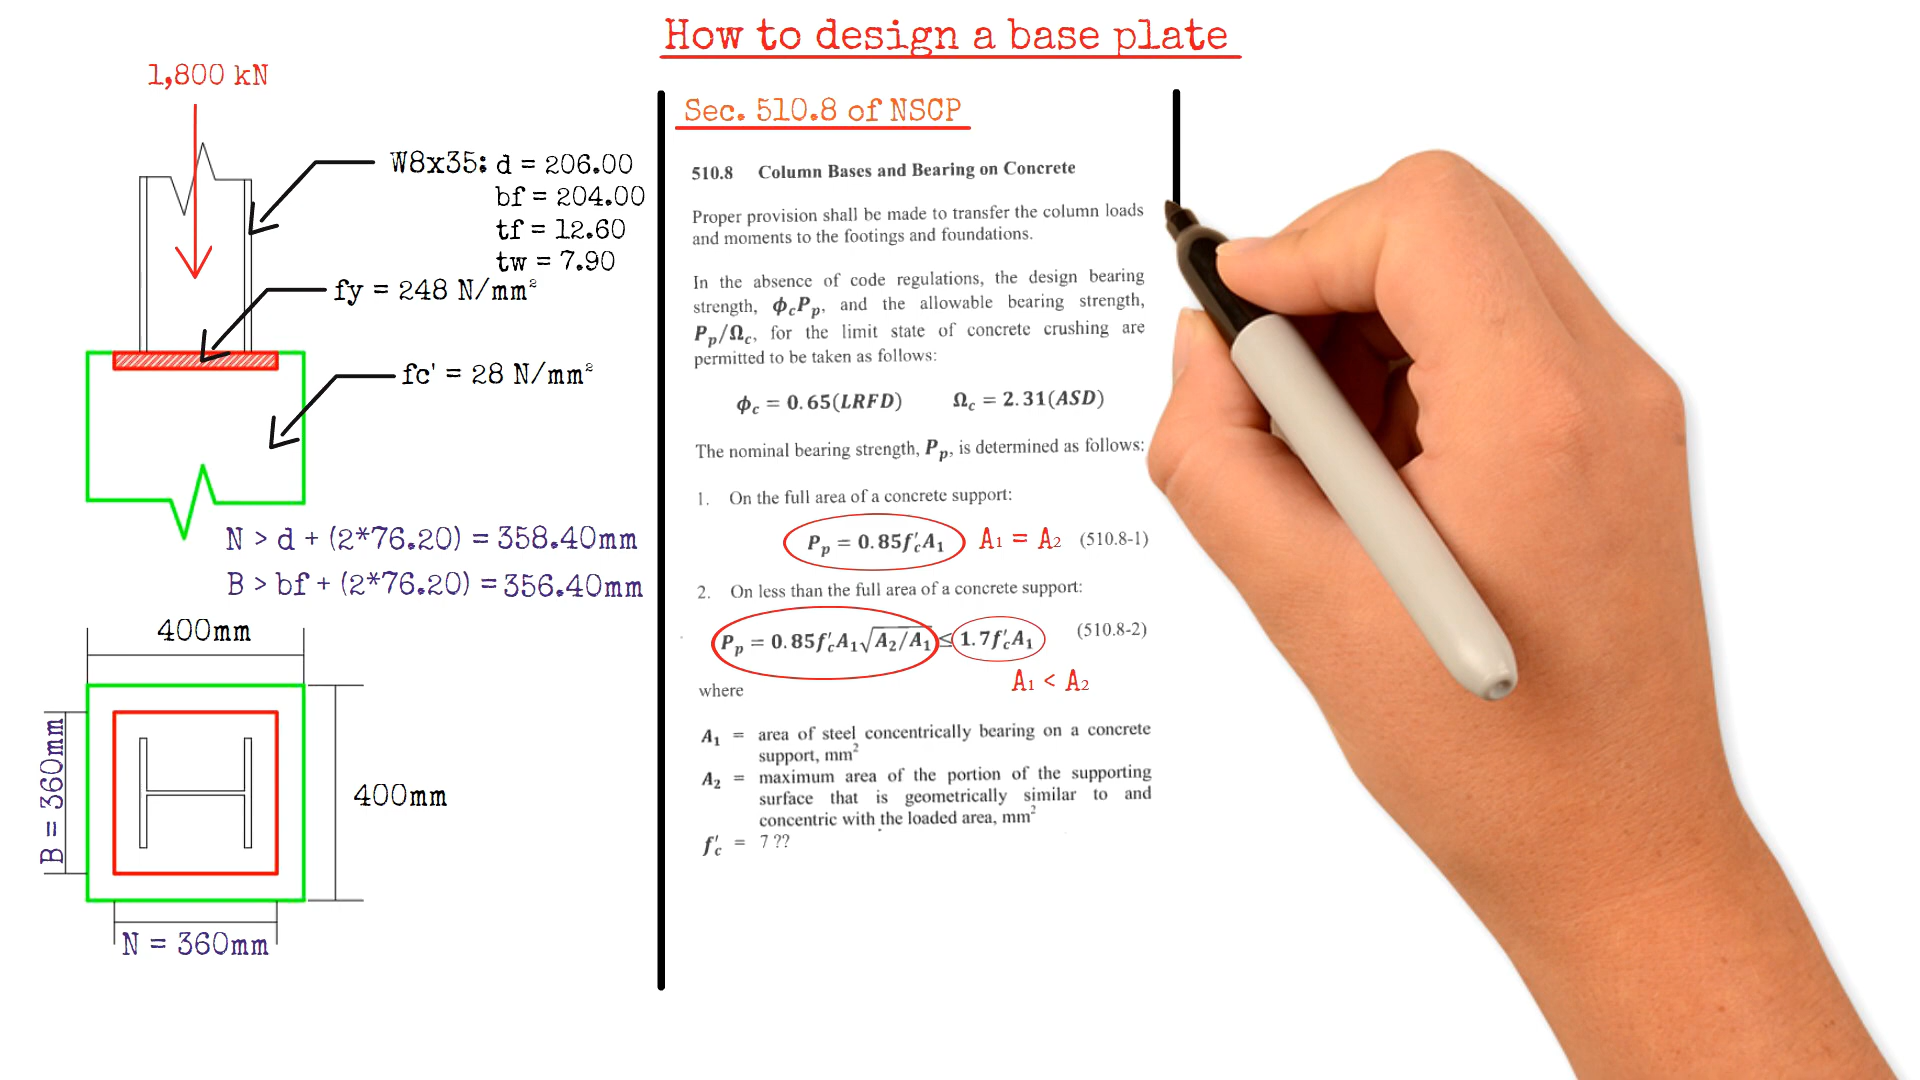 How to design a base plate
1,800 kN
W8x35: d = 206.00
bf = 204.00
tf = 12.60
tw = 7.90
fy = 248 N/mm²
fc' = 28 N/mm²
N > d + (2*76.20) = 358.40mm
B > bf + (2*76.20) = 356.40mm
400mm
400mm
B = 360mm
N = 360mm
Sec. 510.8 of NSCP
510.8 Column Bases and Bearing on Concrete
Proper provision shall be made to transfer the column loads
and moments to the footings and foundations.
In the absence of code regulations, the design bearing
strength, ϕcPp, and the allowable bearing strength,
Pp/Ωc, for the limit state of concrete crushing are
permitted to be taken as follows:
ϕc = 0.65(LRFD) Ωc = 2.31(ASD)
The nominal bearing strength, Pp, is determined as follows:
1. On the full area of a concrete support:
Pp = 0.85f'cA1 A1 = A2 (510.8-1)
2. On less than the full area of a concrete support:
Pp = 0.85f'cA1√A2/A1 ≤ 1.7f'cA1 (510.8-2)
A1 < A2
where
A1 = area of steel concentrically bearing on a concrete
support, mm²
A2 = maximum area of the portion of the supporting
surface that is geometrically similar to and
concentric with the loaded area, mm²
f'c = 7 ??